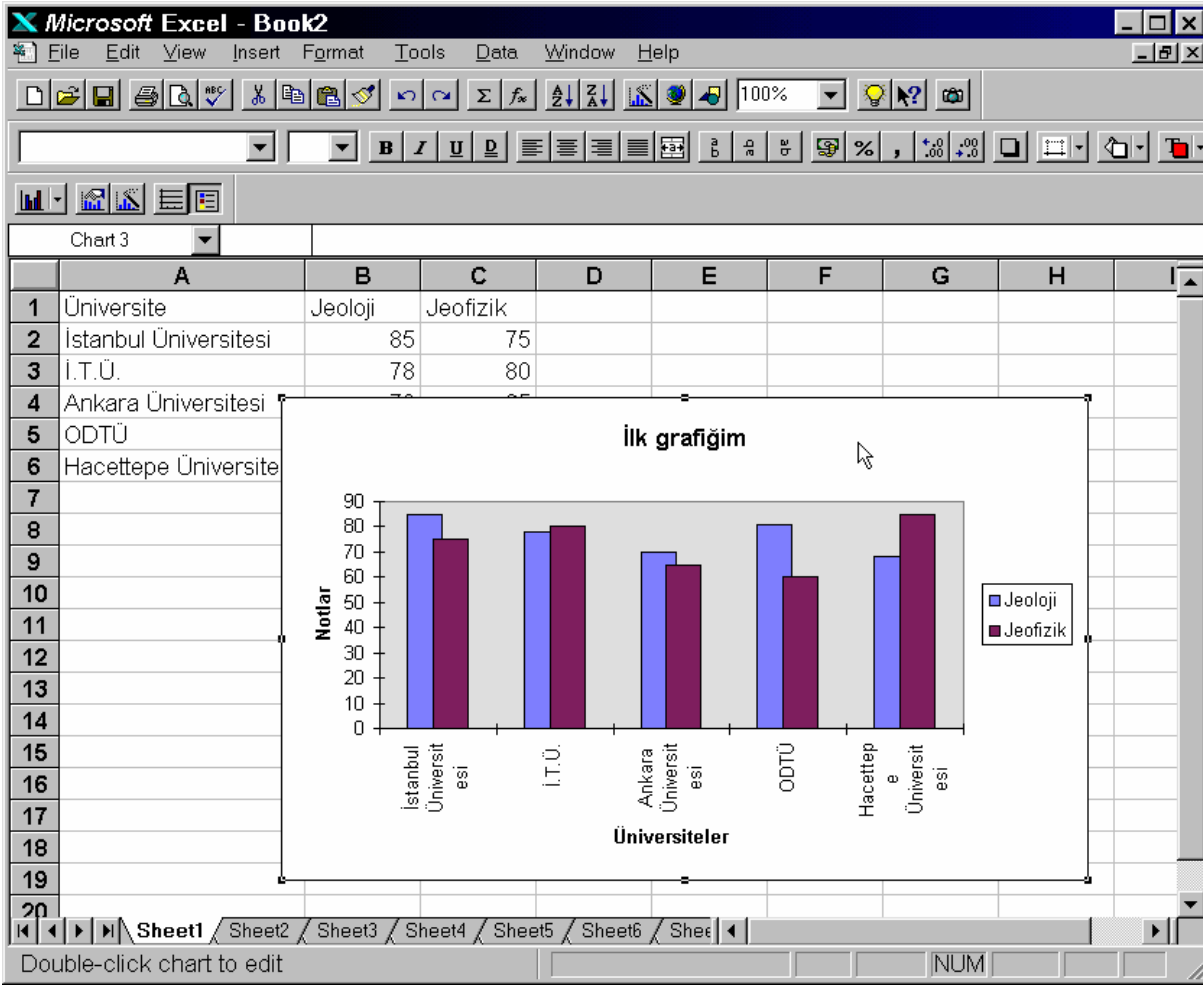 Microsoft Excel - Book2
File Edit View Insert Format Tools Data Window Help
100%
B I U D
% ,
Chart 3
A B C D E F G H I
1 Üniversite Jeoloji Jeofizik
2 İstanbul Üniversitesi 85 75
3 İ.T.Ü. 78 80
4 Ankara Üniversitesi
5 ODTÜ
6 Hacettepe Üniversite
7
8
9
10
11
12
13
14
15
16
17
18
19
20
İlk grafiğim
90
80
70
60
50
40
30
20
10
0
Notlar
İstanbul
Üniversit
esi
İ.T.Ü.
Ankara
Üniversit
esi
ODTÜ
Hacettep
e
Üniversit
esi
Üniversiteler
Jeoloji
Jeofizik
Sheet1 Sheet2 Sheet3 Sheet4 Sheet5 Sheet6 Shee
Double-click chart to edit
NUM